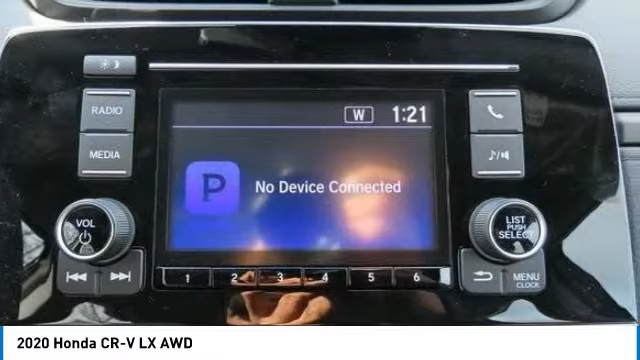 W 1:21
RADIO
MEDIA
P No Device Connected
VOL
LIST
PUSH
SELECT
1 2 3 4 5 6
MENU
CLOCK
2020 Honda CR-V LX AWD